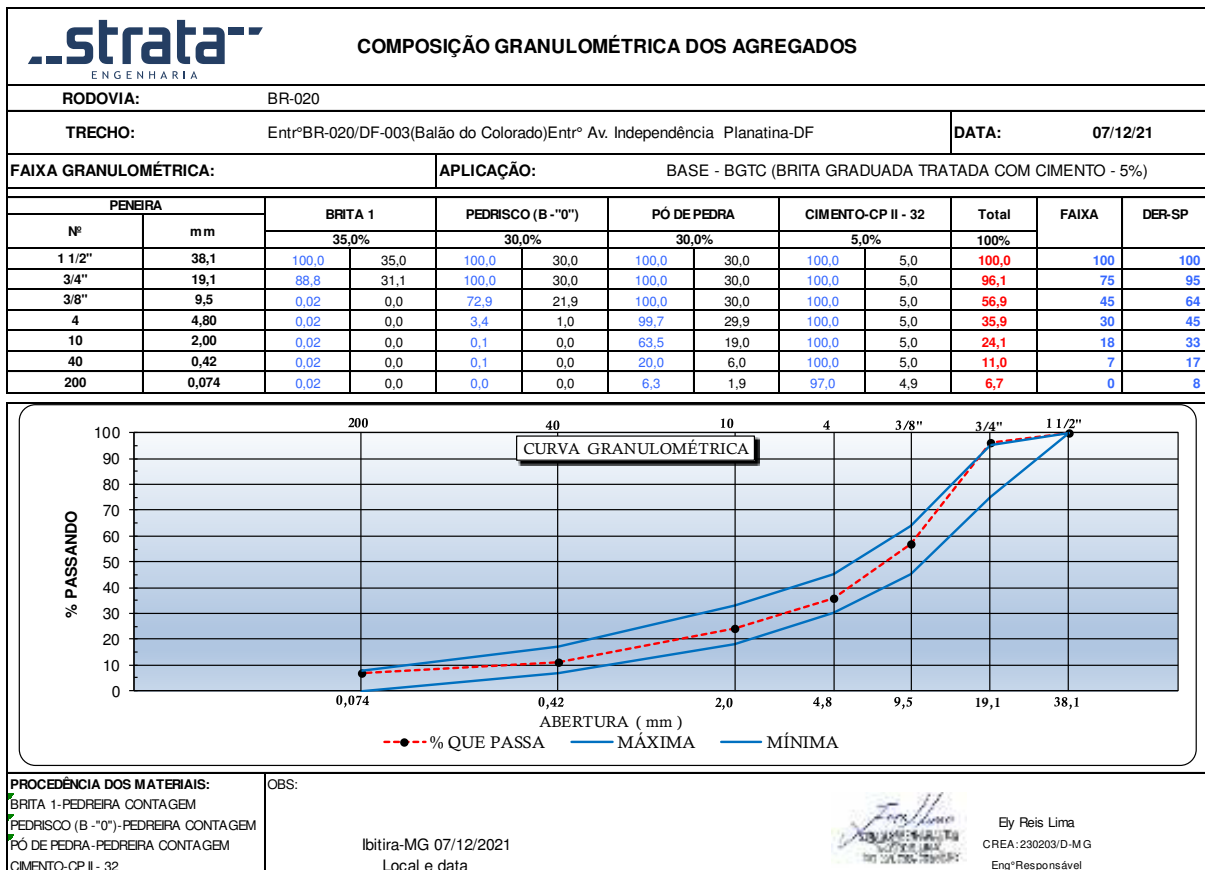 strata
ENGENHARIA
COMPOSIÇÃO GRANULOMÉTRICA DOS AGREGADOS
RODOVIA: BR-020
TRECHO: Entr°BR-020/DF-003(Balão do Colorado)Entr° Av. Independência Planatina-DF DATA: 07/12/21
FAIXA GRANULOMÉTRICA: APLICAÇÃO: BASE - BGTC (BRITA GRADUADA TRATADA COM CIMENTO - 5%)
PENEIRA BRITA 1 PEDRISCO (B -"0") PÓ DE PEDRA CIMENTO-CP II - 32 Total FAIXA DER-SP
Nº mm 35,0% 30,0% 30,0% 5,0% 100%
1 1/2" 38,1 100,0 35,0 100,0 30,0 100,0 30,0 100,0 5,0 100,0 100 100
3/4" 19,1 88,8 31,1 100,0 30,0 100,0 30,0 100,0 5,0 96,1 75 95
3/8" 9,5 0,02 0,0 72,9 21,9 100,0 30,0 100,0 5,0 56,9 45 64
4 4,80 0,02 0,0 3,4 1,0 99,7 29,9 100,0 5,0 35,9 30 45
10 2,00 0,02 0,0 0,1 0,0 63,5 19,0 100,0 5,0 24,1 18 33
40 0,42 0,02 0,0 0,1 0,0 20,0 6,0 100,0 5,0 11,0 7 17
200 0,074 0,02 0,0 0,0 0,0 6,3 1,9 97,0 4,9 6,7 0 8
200 40 10 4 3/8" 3/4" 1 1/2"
CURVA GRANULOMÉTRICA
% PASSANDO
100
90
80
70
60
50
40
30
20
10
0
0,074 0,42 2,0 4,8 9,5 19,1 38,1
ABERTURA ( mm )
% QUE PASSA MÁXIMA MÍNIMA
PROCEDÊNCIA DOS MATERIAIS: OBS:
BRITA 1-PEDREIRA CONTAGEM
PEDRISCO (B -"0")-PEDREIRA CONTAGEM
PÓ DE PEDRA-PEDREIRA CONTAGEM
CIMENTO-CP II - 32
Ibitira-MG 07/12/2021
Local e data
Ely Reis Lima
CREA:230203/D-MG
Eng°Responsável